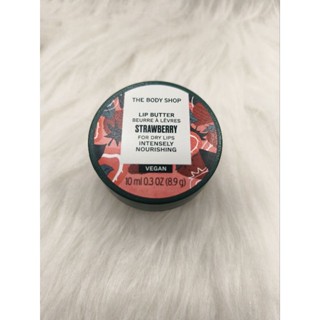 THE BODY SHOP
LIP BUTTER
BEURRE À LÈVRES
STRAWBERRY
FOR DRY LIPS
INTENSELY
NOURISHING
VEGAN
10 ml 0.3 OZ (8.9 g)